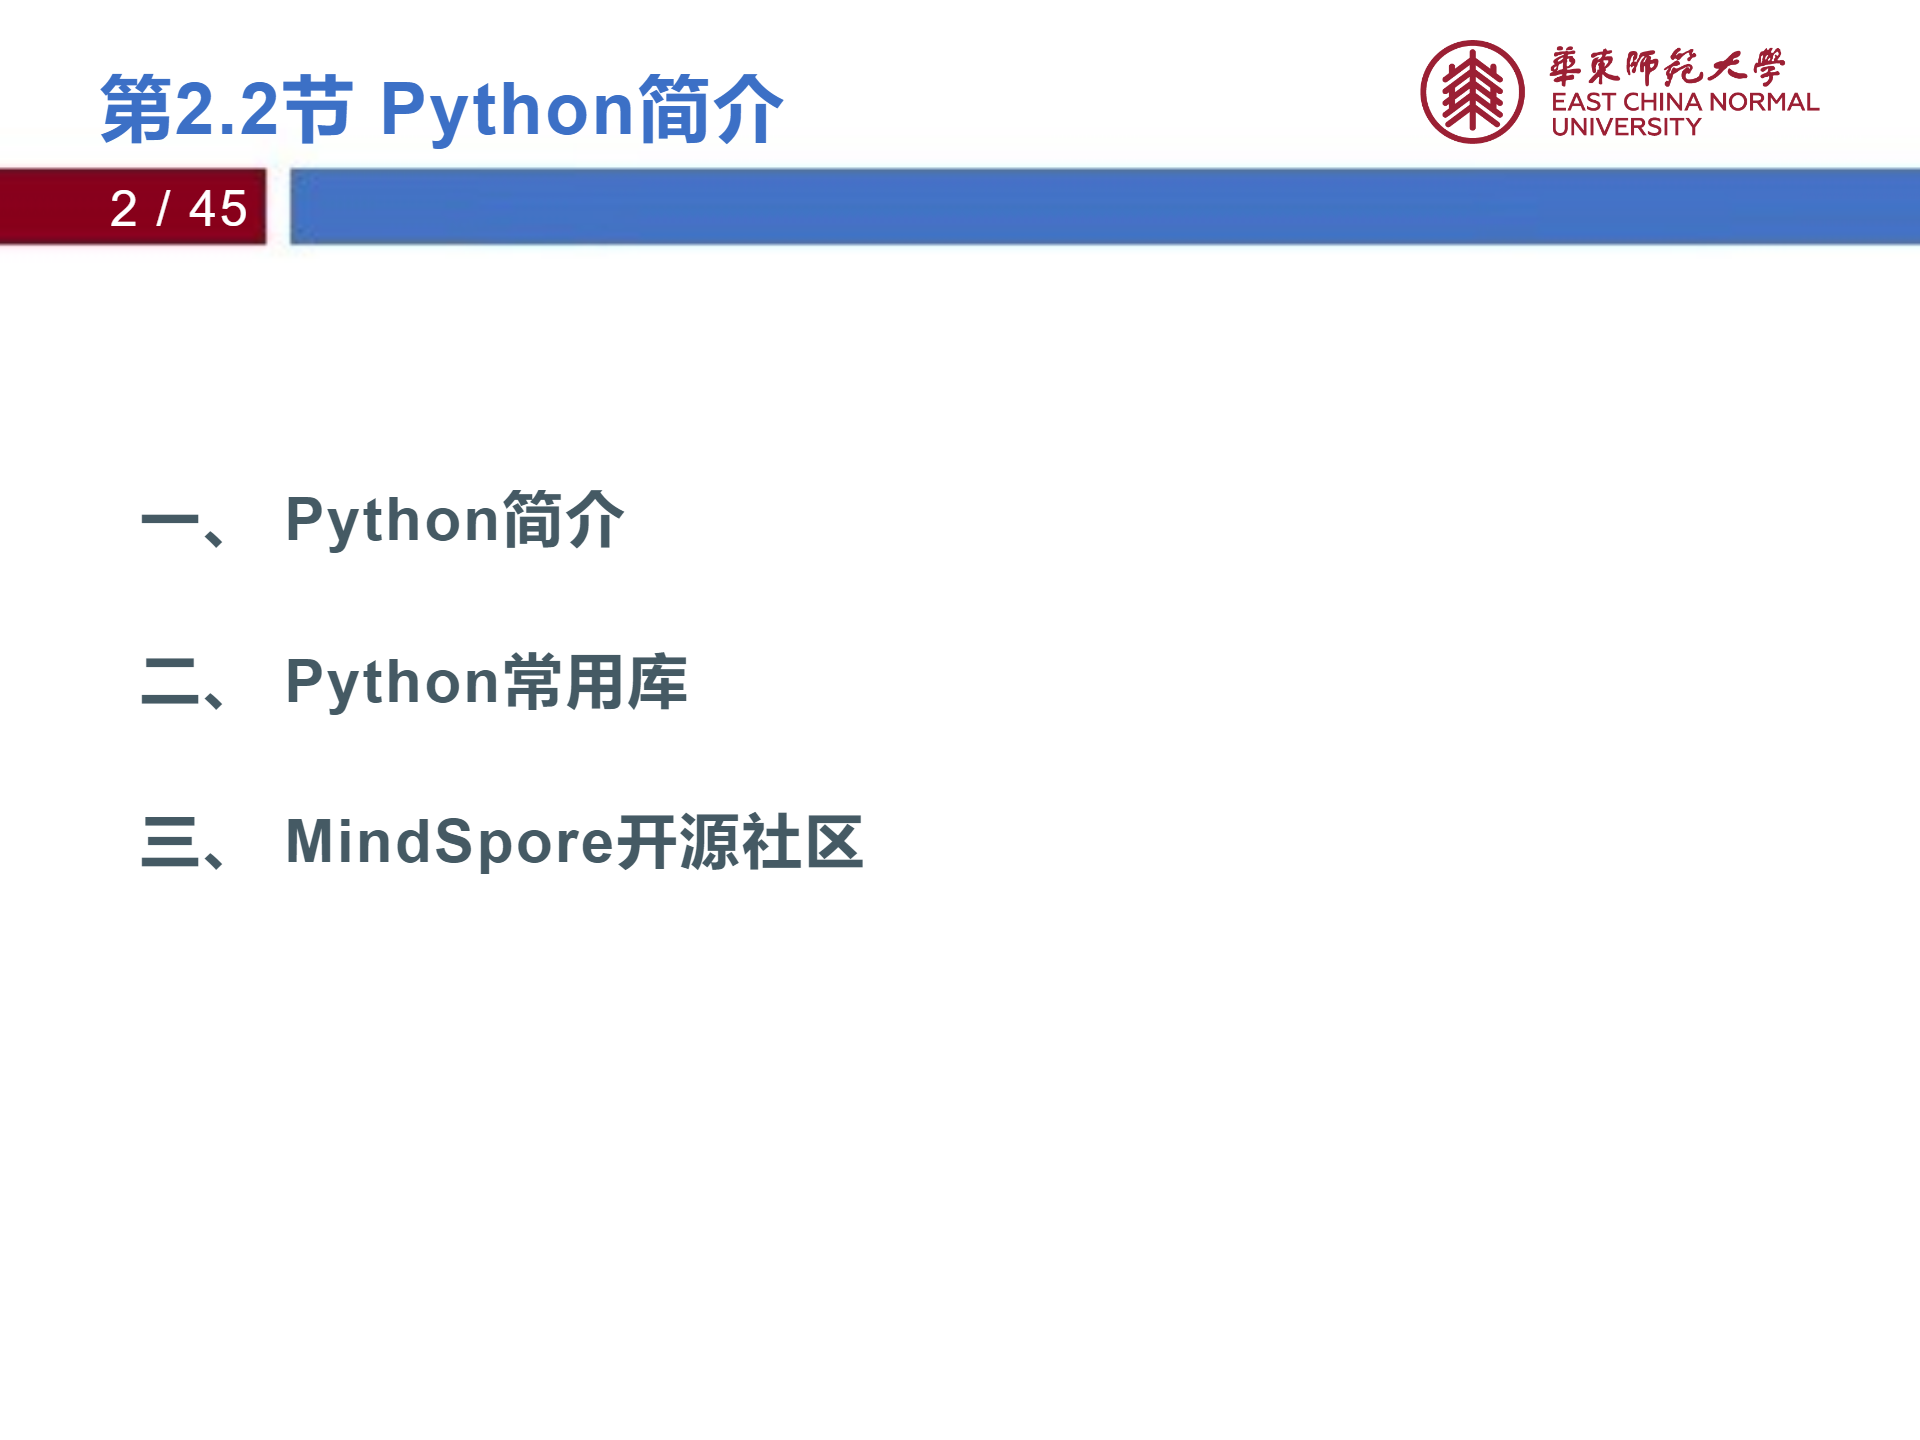 第2.2节 Python简介
華東師範大學
EAST CHINA NORMAL
UNIVERSITY
2 / 45
一、 Python简介
二、 Python常用库
三、 MindSpore开源社区